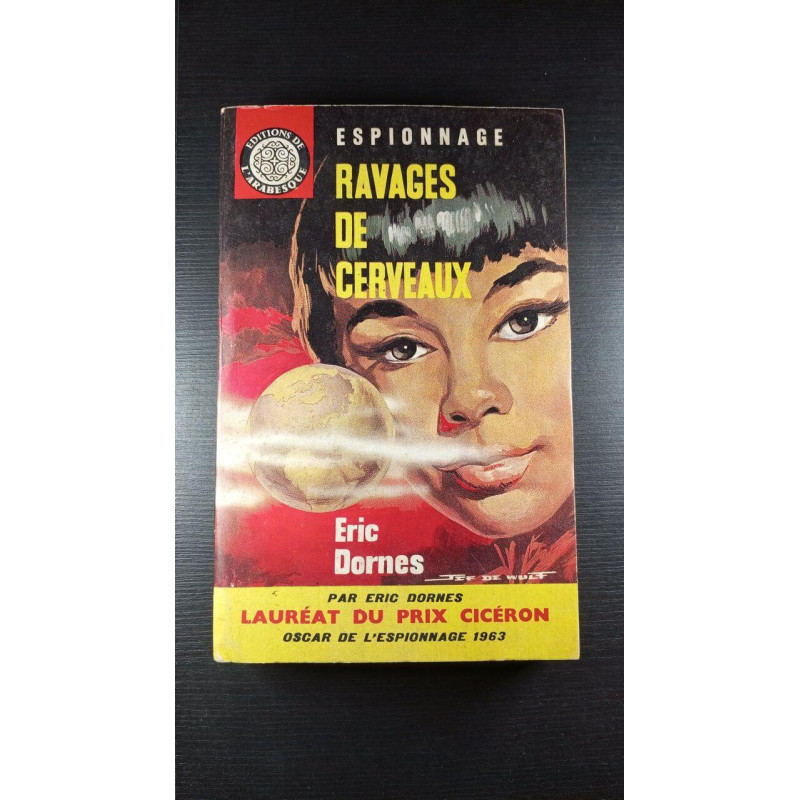 EDITIONS DE
L'ARABESQUE
ESPIONNAGE
RAVAGES
DE
CERVEAUX
Eric
Dornes
JEF DE WULF
PAR ERIC DORNES
LAURÉAT DU PRIX CICÉRON
OSCAR DE L'ESPIONNAGE 1963